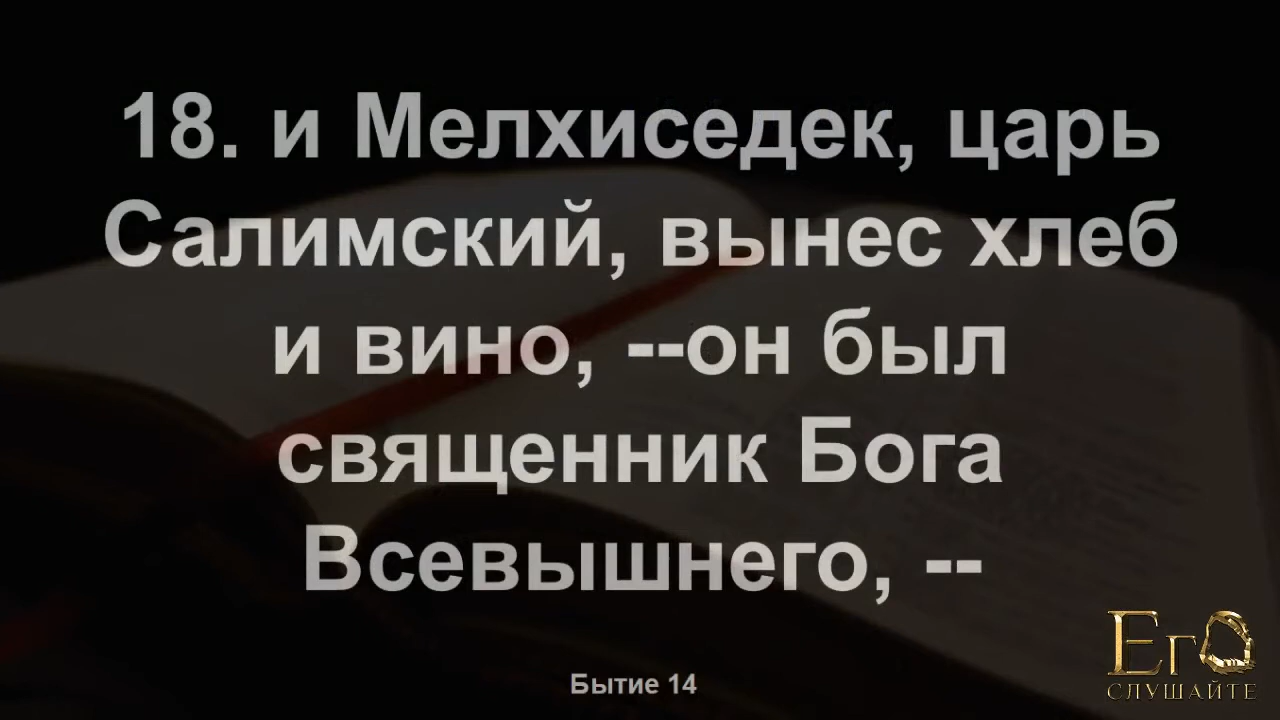 18. и Мелхиседек, царь
Салимский, вынес хлеб
и вино, --он был
священник Бога
Всевышнего, --
Бытие 14
ЕгО
СЛУШАЙТЕ